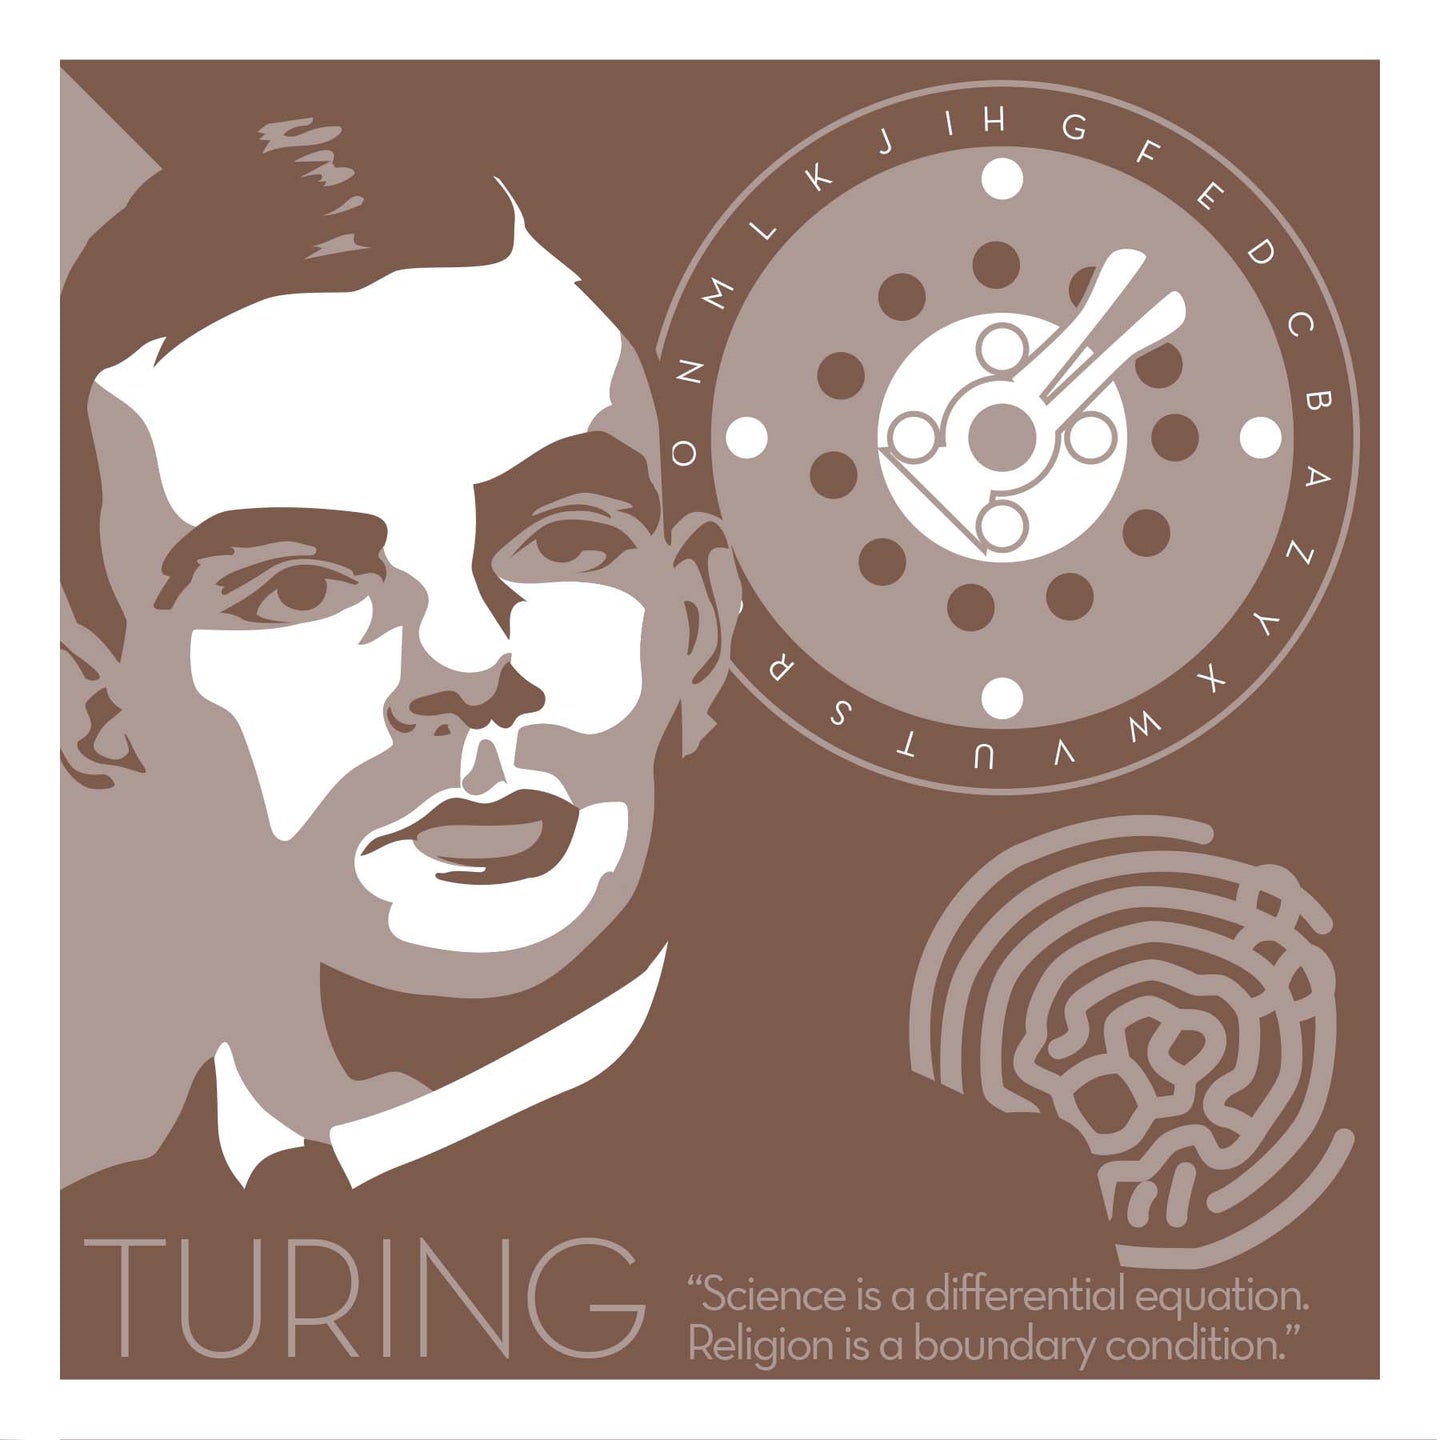 H G F E D C B A Z Y X W V U T S R O N M L K J I
TURING
“Science is a differential equation.
Religion is a boundary condition.”